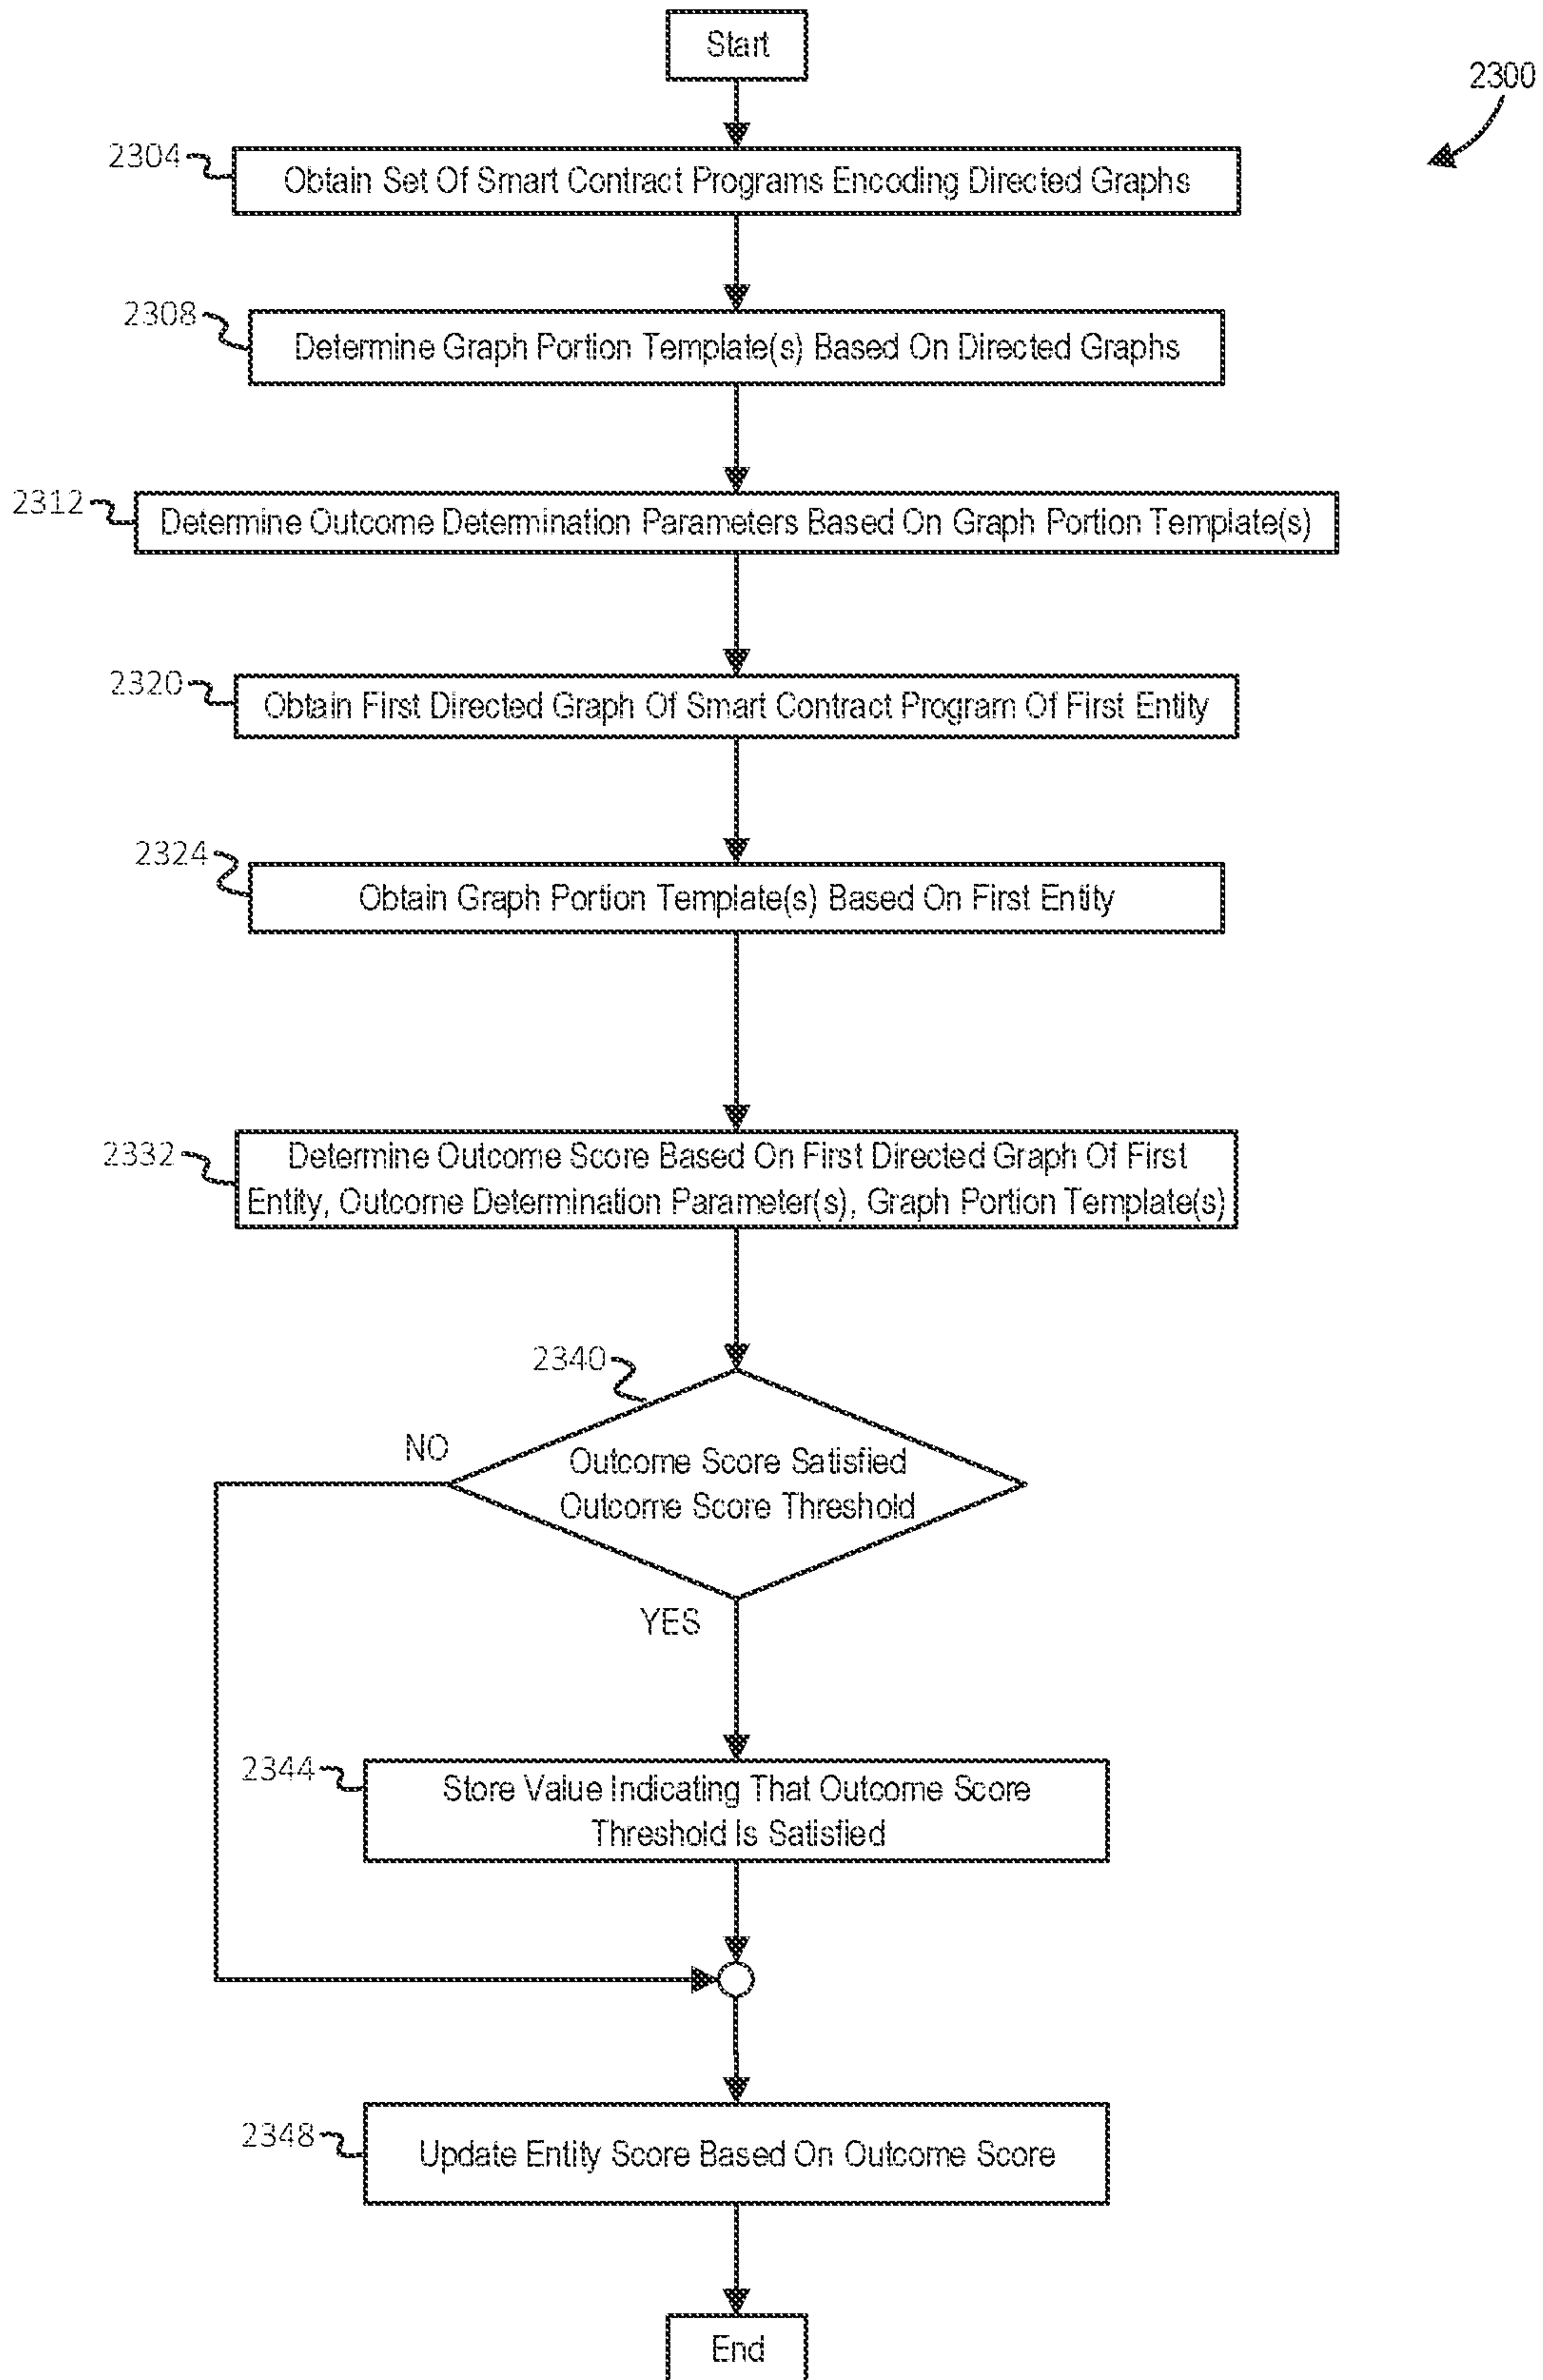 Start
2300
2304
Obtain Set Of Smart Contract Programs Encoding Directed Graphs
2308
Determine Graph Portion Template(s) Based On Directed Graphs
2312
Determine Outcome Determination Parameters Based On Graph Portion Template(s)
2320
Obtain First Directed Graph Of Smart Contract Program Of First Entity
2324
Obtain Graph Portion Template(s) Based On First Entity
2332
Determine Outcome Score Based On First Directed Graph Of First
Entity, Outcome Determination Parameter(s), Graph Portion Template(s)
2340
NO
Outcome Score Satisfied
Outcome Score Threshold
YES
2344
Store Value Indicating That Outcome Score
Threshold Is Satisfied
2348
Update Entity Score Based On Outcome Score
End